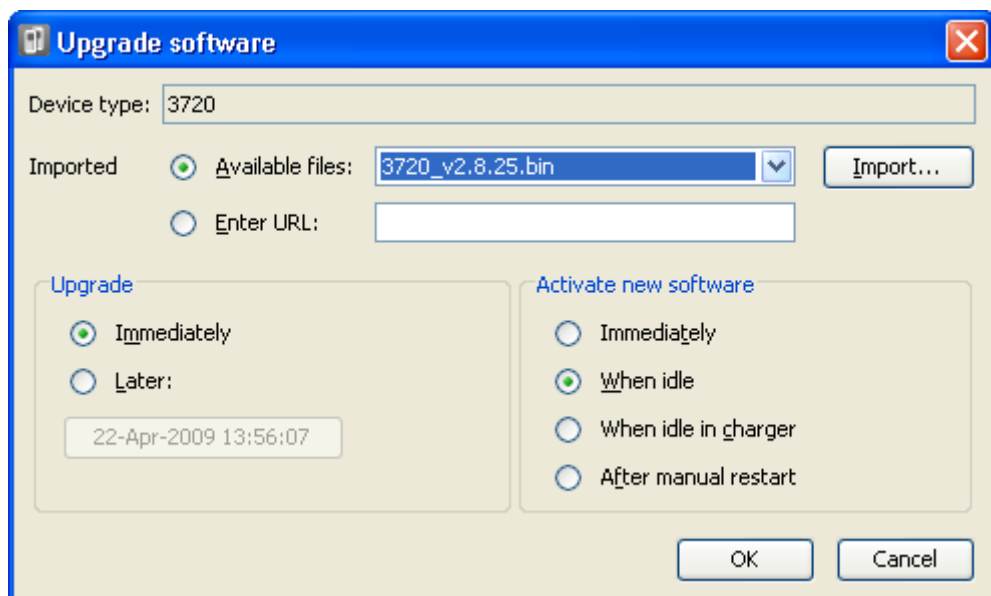 Upgrade software
Device type: 3720
Imported Available files: 3720_v2.8.25.bin Import...
Enter URL:
Upgrade
Immediately
Later:
22-Apr-2009 13:56:07
Activate new software
Immediately
When idle
When idle in charger
After manual restart
OK Cancel